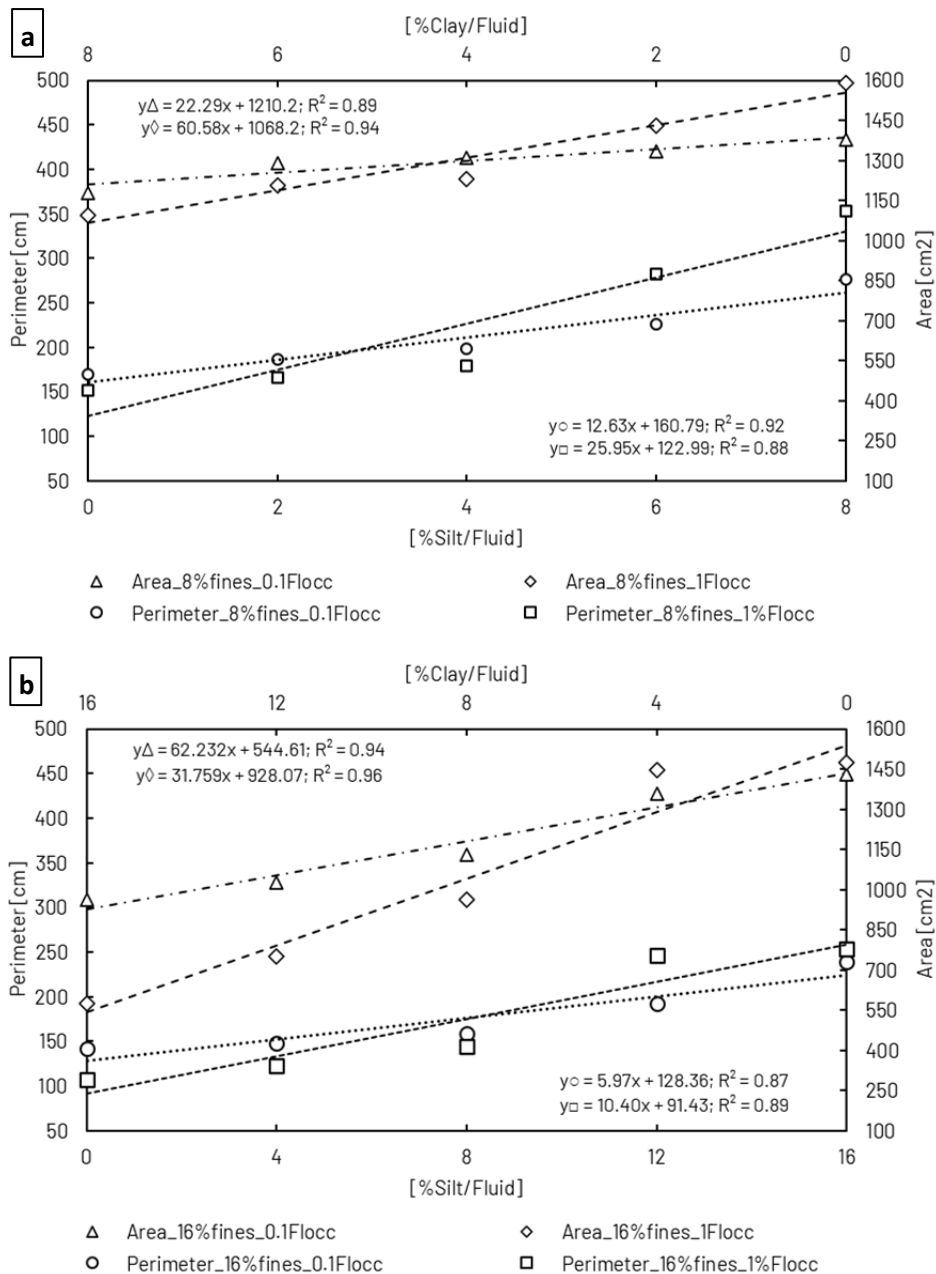 a
[%Clay/Fluid]
8 6 4 2 0
500 1600
yΔ = 22.29x + 1210.2; R² = 0.89
450 1450
y◊ = 60.58x + 1068.2; R² = 0.94
400 1300
350 1150
300 1000
250 850
200 700
150 550
100 400
50 250
100
Perimeter [cm]
Area [cm2]
y○ = 12.63x + 160.79; R² = 0.92
y□ = 25.95x + 122.99; R² = 0.88
0 2 4 6 8
[%Silt/Fluid]
Area_8%fines_0.1Flocc Area_8%fines_1Flocc
Perimeter_8%fines_0.1Flocc Perimeter_8%fines_1%Flocc
b
[%Clay/Fluid]
16 12 8 4 0
500 1600
yΔ = 62.232x + 544.61; R² = 0.94
450 1450
y◊ = 31.759x + 928.07; R² = 0.96
400 1300
350 1150
300 1000
250 850
200 700
150 550
100 400
50 250
100
Perimeter [cm]
Area [cm2]
y○ = 5.97x + 128.36; R² = 0.87
y□ = 10.40x + 91.43; R² = 0.89
0 4 8 12 16
[%Silt/Fluid]
Area_16%fines_0.1Flocc Area_16%fines_1Flocc
Perimeter_16%fines_0.1Flocc Perimeter_16%fines_1%Flocc